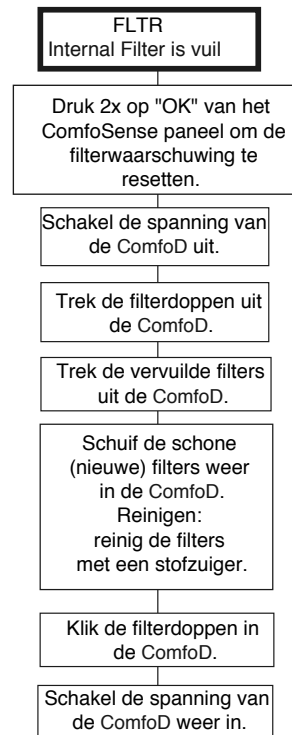 FLTR
Internal Filter is vuil
Druk 2x op "OK" van het
ComfoSense paneel om de
filterwaarschuwing te
resetten.
Schakel de spanning van
de ComfoD uit.
Trek de filterdoppen uit
de ComfoD.
Trek de vervuilde filters
uit de ComfoD.
Schuif de schone
(nieuwe) filters weer
in de ComfoD.
Reinigen:
reinig de filters
met een stofzuiger.
Klik de filterdoppen in
de ComfoD.
Schakel de spanning van
de ComfoD weer in.